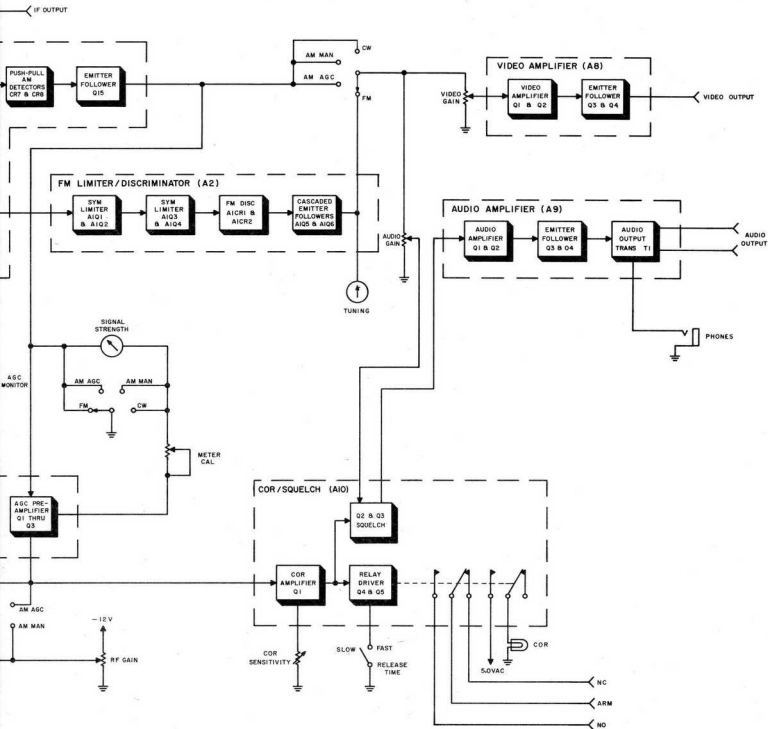 IF OUTPUT
PUSH-PULL
AM
DETECTORS
CR7 & CR8
EMITTER
FOLLOWER
Q15
AM MAN
CW
AM AGC
FM
VIDEO
GAIN
VIDEO AMPLIFIER (A8)
VIDEO
AMPLIFIER
Q1 & Q2
EMITTER
FOLLOWER
Q3 & Q4
VIDEO OUTPUT
FM LIMITER/DISCRIMINATOR (A2)
SYM
LIMITER
A1Q1
& A1Q2
SYM
LIMITER
A1Q3
& A1Q4
FM DISC
A1CR1 &
A1CR2
CASCADED
EMITTER
FOLLOWERS
A1Q5 & A1Q6
AUDIO
GAIN
TUNING
AUDIO AMPLIFIER (A9)
AUDIO
AMPLIFIER
Q1 & Q2
EMITTER
FOLLOWER
Q3 & Q4
AUDIO
OUTPUT
TRANS T1
AUDIO
OUTPUT
PHONES
SIGNAL
STRENGTH
AGC
MONITOR
AM AGC
AM MAN
FM
CW
METER
CAL
AGC PRE-
AMPLIFIER
Q1 THRU
Q3
COR/SQUELCH (A10)
Q2 & Q3
SQUELCH
COR
AMPLIFIER
Q1
RELAY
DRIVER
Q4 & Q5
AM AGC
AM MAN
-12V
RF GAIN
COR
SENSITIVITY
SLOW
FAST
RELEASE
TIME
5.0VAC
COR
NC
ARM
NO